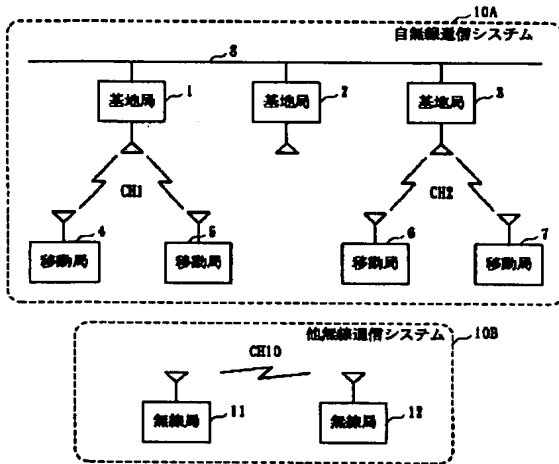 10A
自無線通信システム
8
基地局 1
基地局 2
基地局 3
CH1
CH2
移動局 4
移動局 5
移動局 6
移動局 7
他無線通信システム
10B
CH10
無線局 11
無線局 12